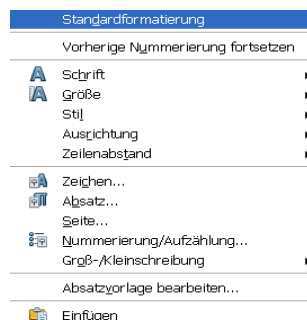 Standardformatierung
Vorherige Nummerierung fortsetzen
Schrift
Größe
Stil
Ausrichtung
Zeilenabstand
Zeichen...
Absatz...
Seite...
Nummerierung/Aufzählung...
Groß-/Kleinschreibung
Absatzvorlage bearbeiten...
Einfügen